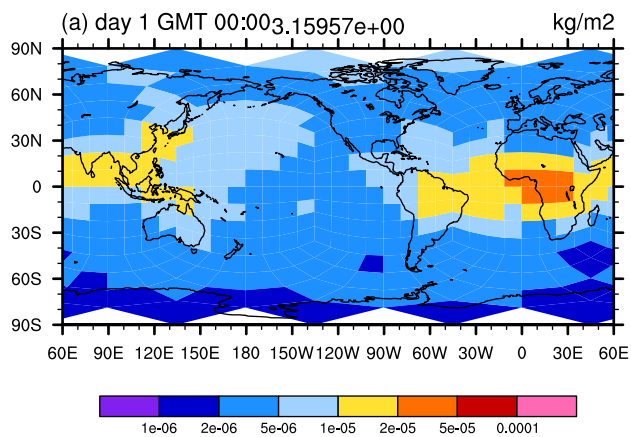 (a) day 1 GMT 00:00 3.15957e+00 kg/m2
90N
60N
30N
0
30S
60S
90S
60E 90E 120E 150E 180 150W 120W 90W 60W 30W 0 30E 60E
1e-06 2e-06 5e-06 1e-05 2e-05 5e-05 0.0001